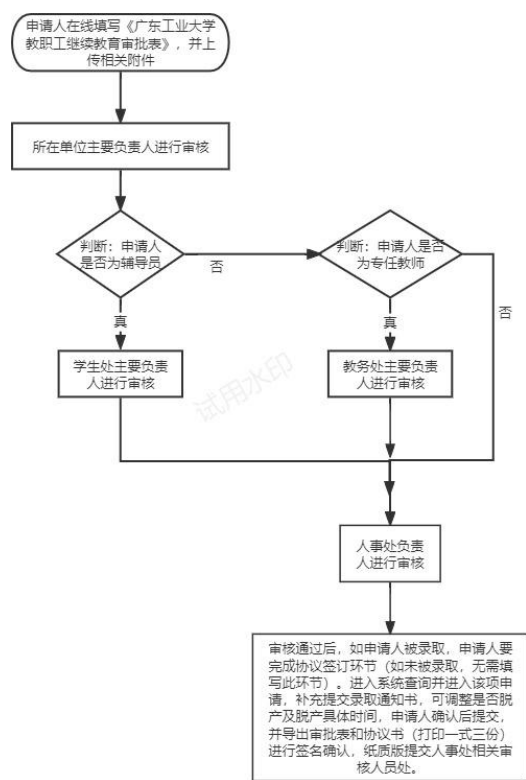 申请人在线填写《广东工业大学
教职工继续教育审批表》，并上
传相关附件
所在单位主要负责人进行审核
判断：申请人
是否为辅导员
否
判断：申请人是否
为专任教师
否
真
真
学生处主要负责
人进行审核
教务处主要负责
人进行审核
试用水印
人事处负责
人进行审核
审核通过后，如申请人被录取，申请人要
完成协议签订环节（如未被录取，无需填
写此环节）。进入系统查询并进入该项申
请，补充提交录取通知书，可调整是否脱
产及脱产具体时间，申请人确认后提交，
并导出审批表和协议书（打印一式三份）
进行签名确认，纸质版提交人事处相关审
核人员处。